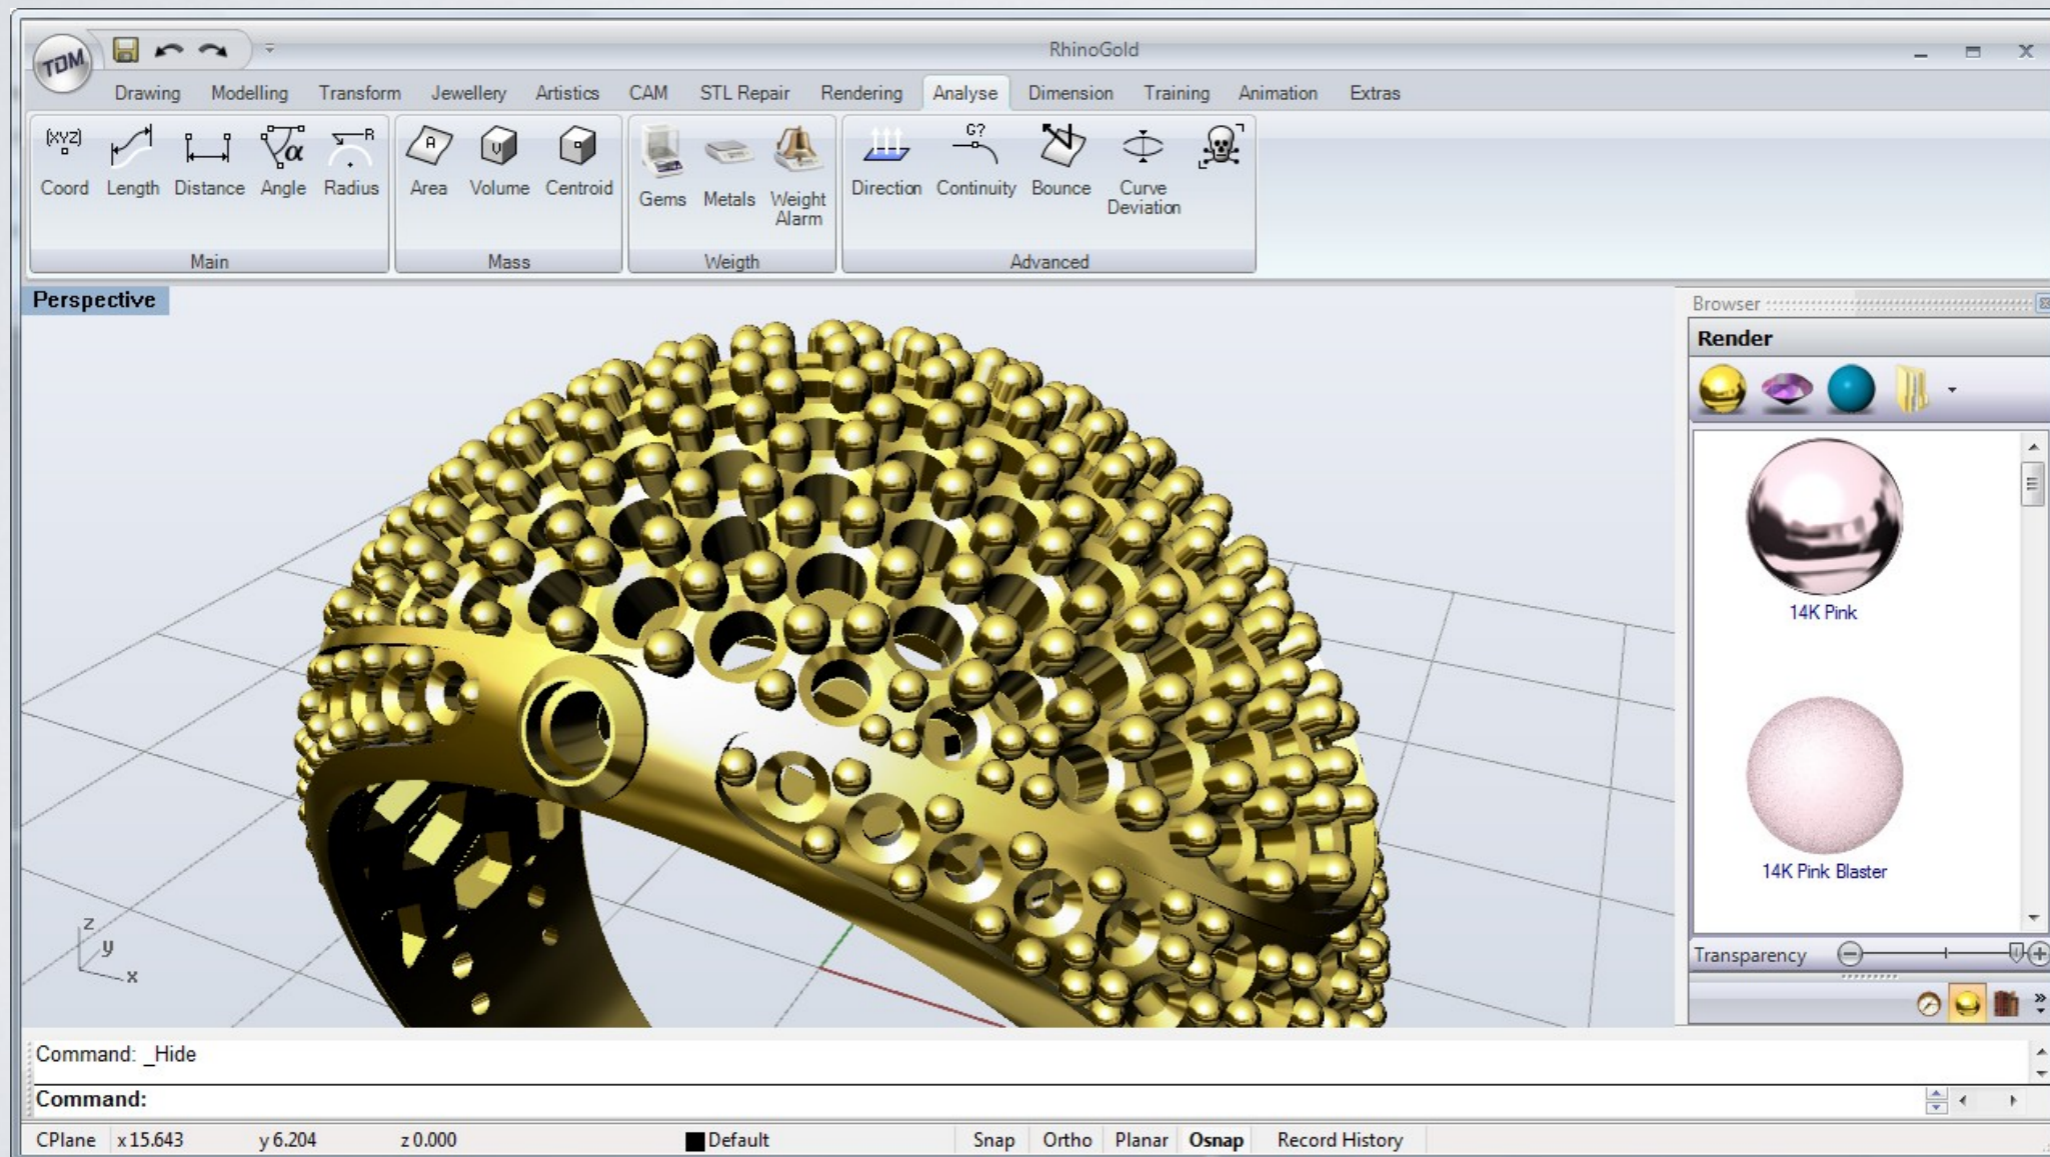 TDM
RhinoGold
Drawing Modelling Transform Jewellery Artistics CAM STL Repair Rendering Analyse Dimension Training Animation Extras
(XYZ) R α A V G?
Coord Length Distance Angle Radius Area Volume Centroid Gems Metals Weight Alarm Direction Continuity Bounce Curve Deviation
Main Mass Weigth Advanced
Perspective
Browser
Render
14K Pink
14K Pink Blaster
z
y
x
Transparency
Command: _Hide
Command:
CPlane x 15.643 y 6.204 z 0.000 Default Snap Ortho Planar Osnap Record History